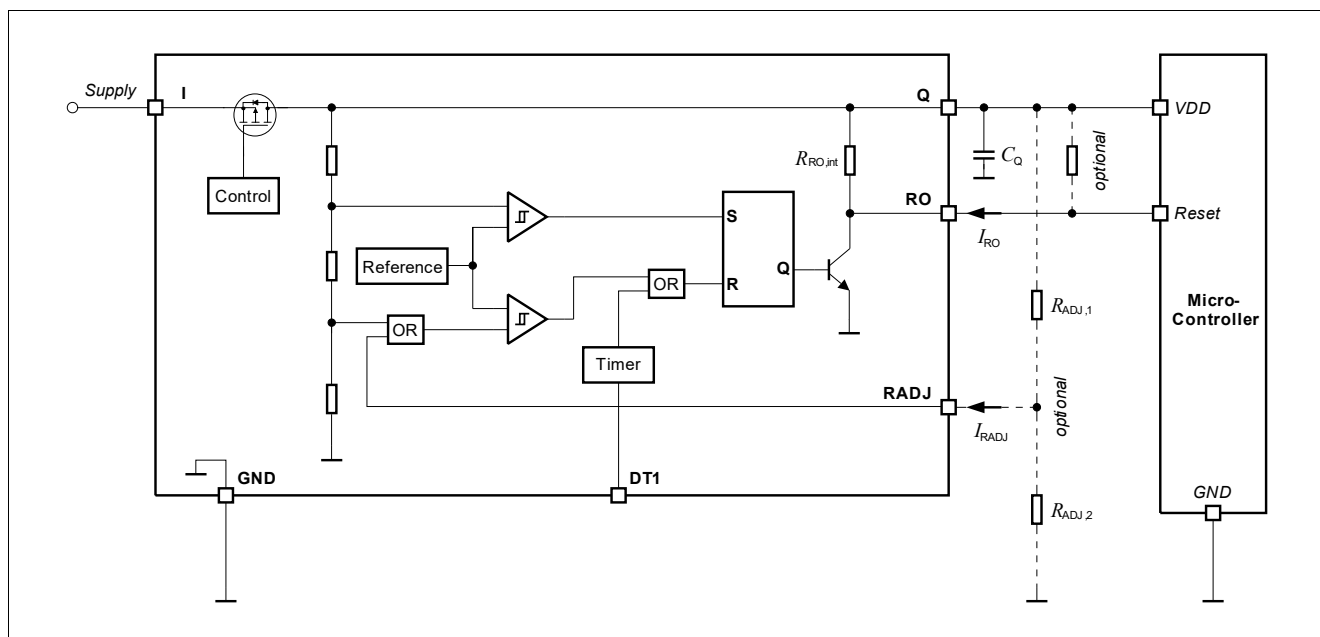 Supply
I
Q
VDD
Control
R_RO,int
C_Q
optional
RO
I_RO
Reset
S
Reference
Q
R
OR
OR
Timer
R_ADJ,1
Micro-
Controller
RADJ
I_RADJ
optional
GND
DT1
R_ADJ,2
GND